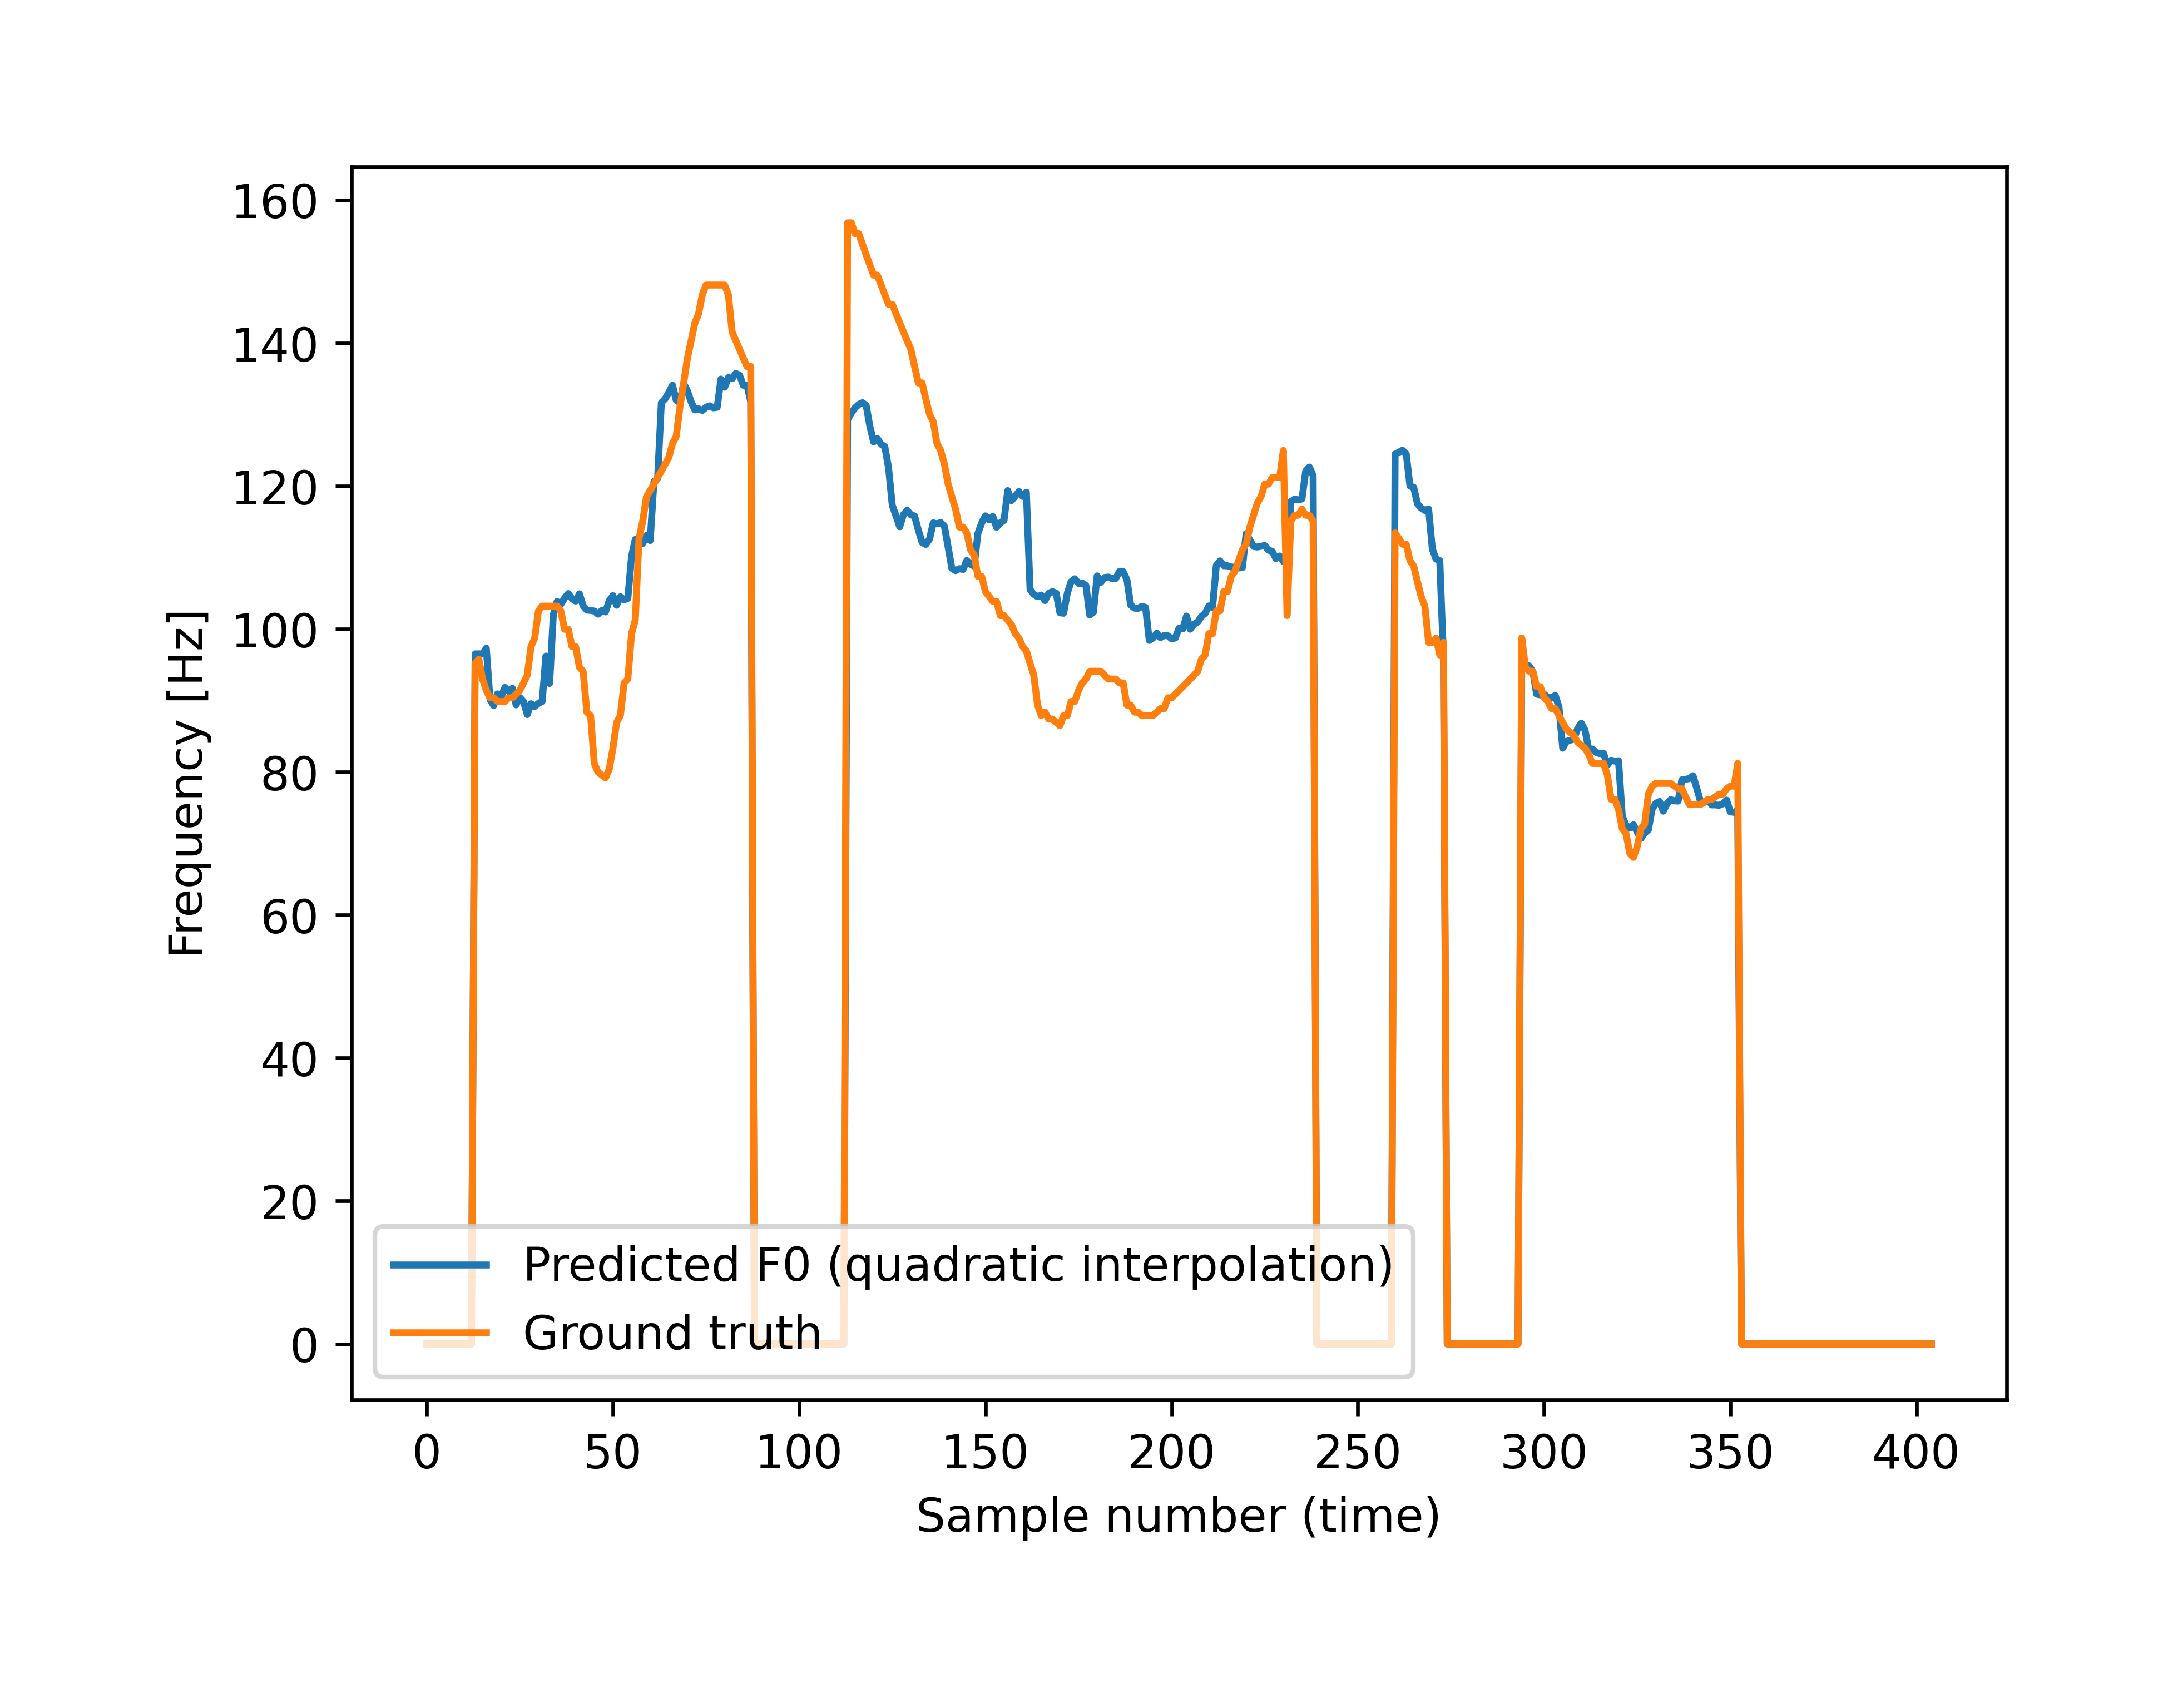 160
140
120
100
80
60
40
20
0
Frequency [Hz]
Predicted F0 (quadratic interpolation)
Ground truth
0 50 100 150 200 250 300 350 400
Sample number (time)